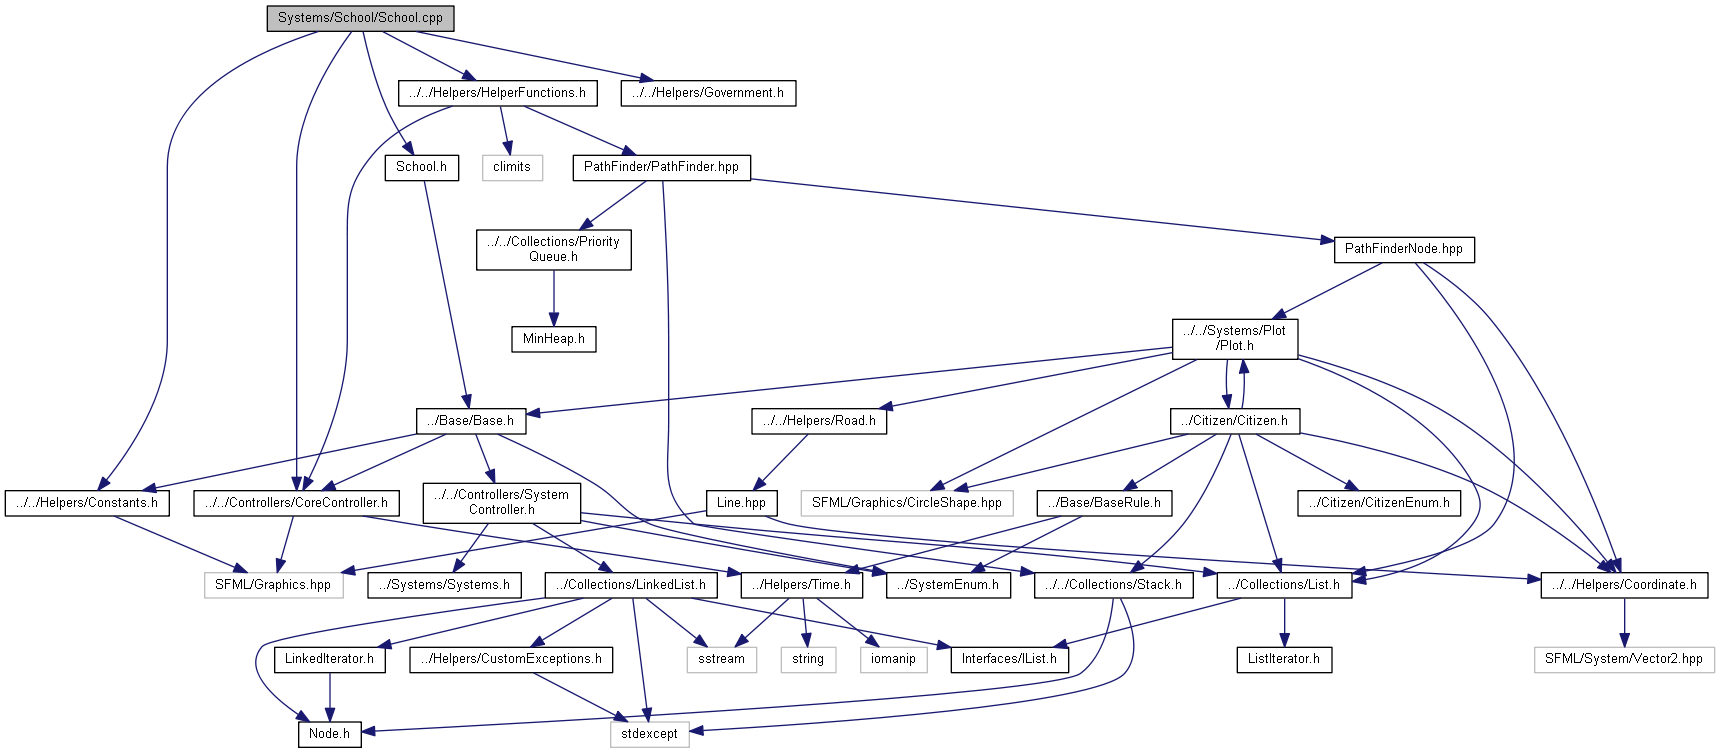 Systems/School/School.cpp
../../Helpers/HelperFunctions.h
../../Helpers/Government.h
School.h
climits
PathFinder/PathFinder.hpp
../../Collections/Priority
Queue.h
PathFinderNode.hpp
MinHeap.h
../../Systems/Plot
/Plot.h
../Base/Base.h
../../Helpers/Road.h
../Citizen/Citizen.h
../../Helpers/Constants.h
../../Controllers/CoreController.h
../../Controllers/System
Controller.h
Line.hpp
SFML/Graphics/CircleShape.hpp
../Base/BaseRule.h
../Citizen/CitizenEnum.h
SFML/Graphics.hpp
../Systems/Systems.h
../Collections/LinkedList.h
../Helpers/Time.h
../SystemEnum.h
../../Collections/Stack.h
../Collections/List.h
../../Helpers/Coordinate.h
LinkedIterator.h
../Helpers/CustomExceptions.h
sstream
string
iomanip
Interfaces/IList.h
ListIterator.h
SFML/System/Vector2.hpp
Node.h
stdexcept